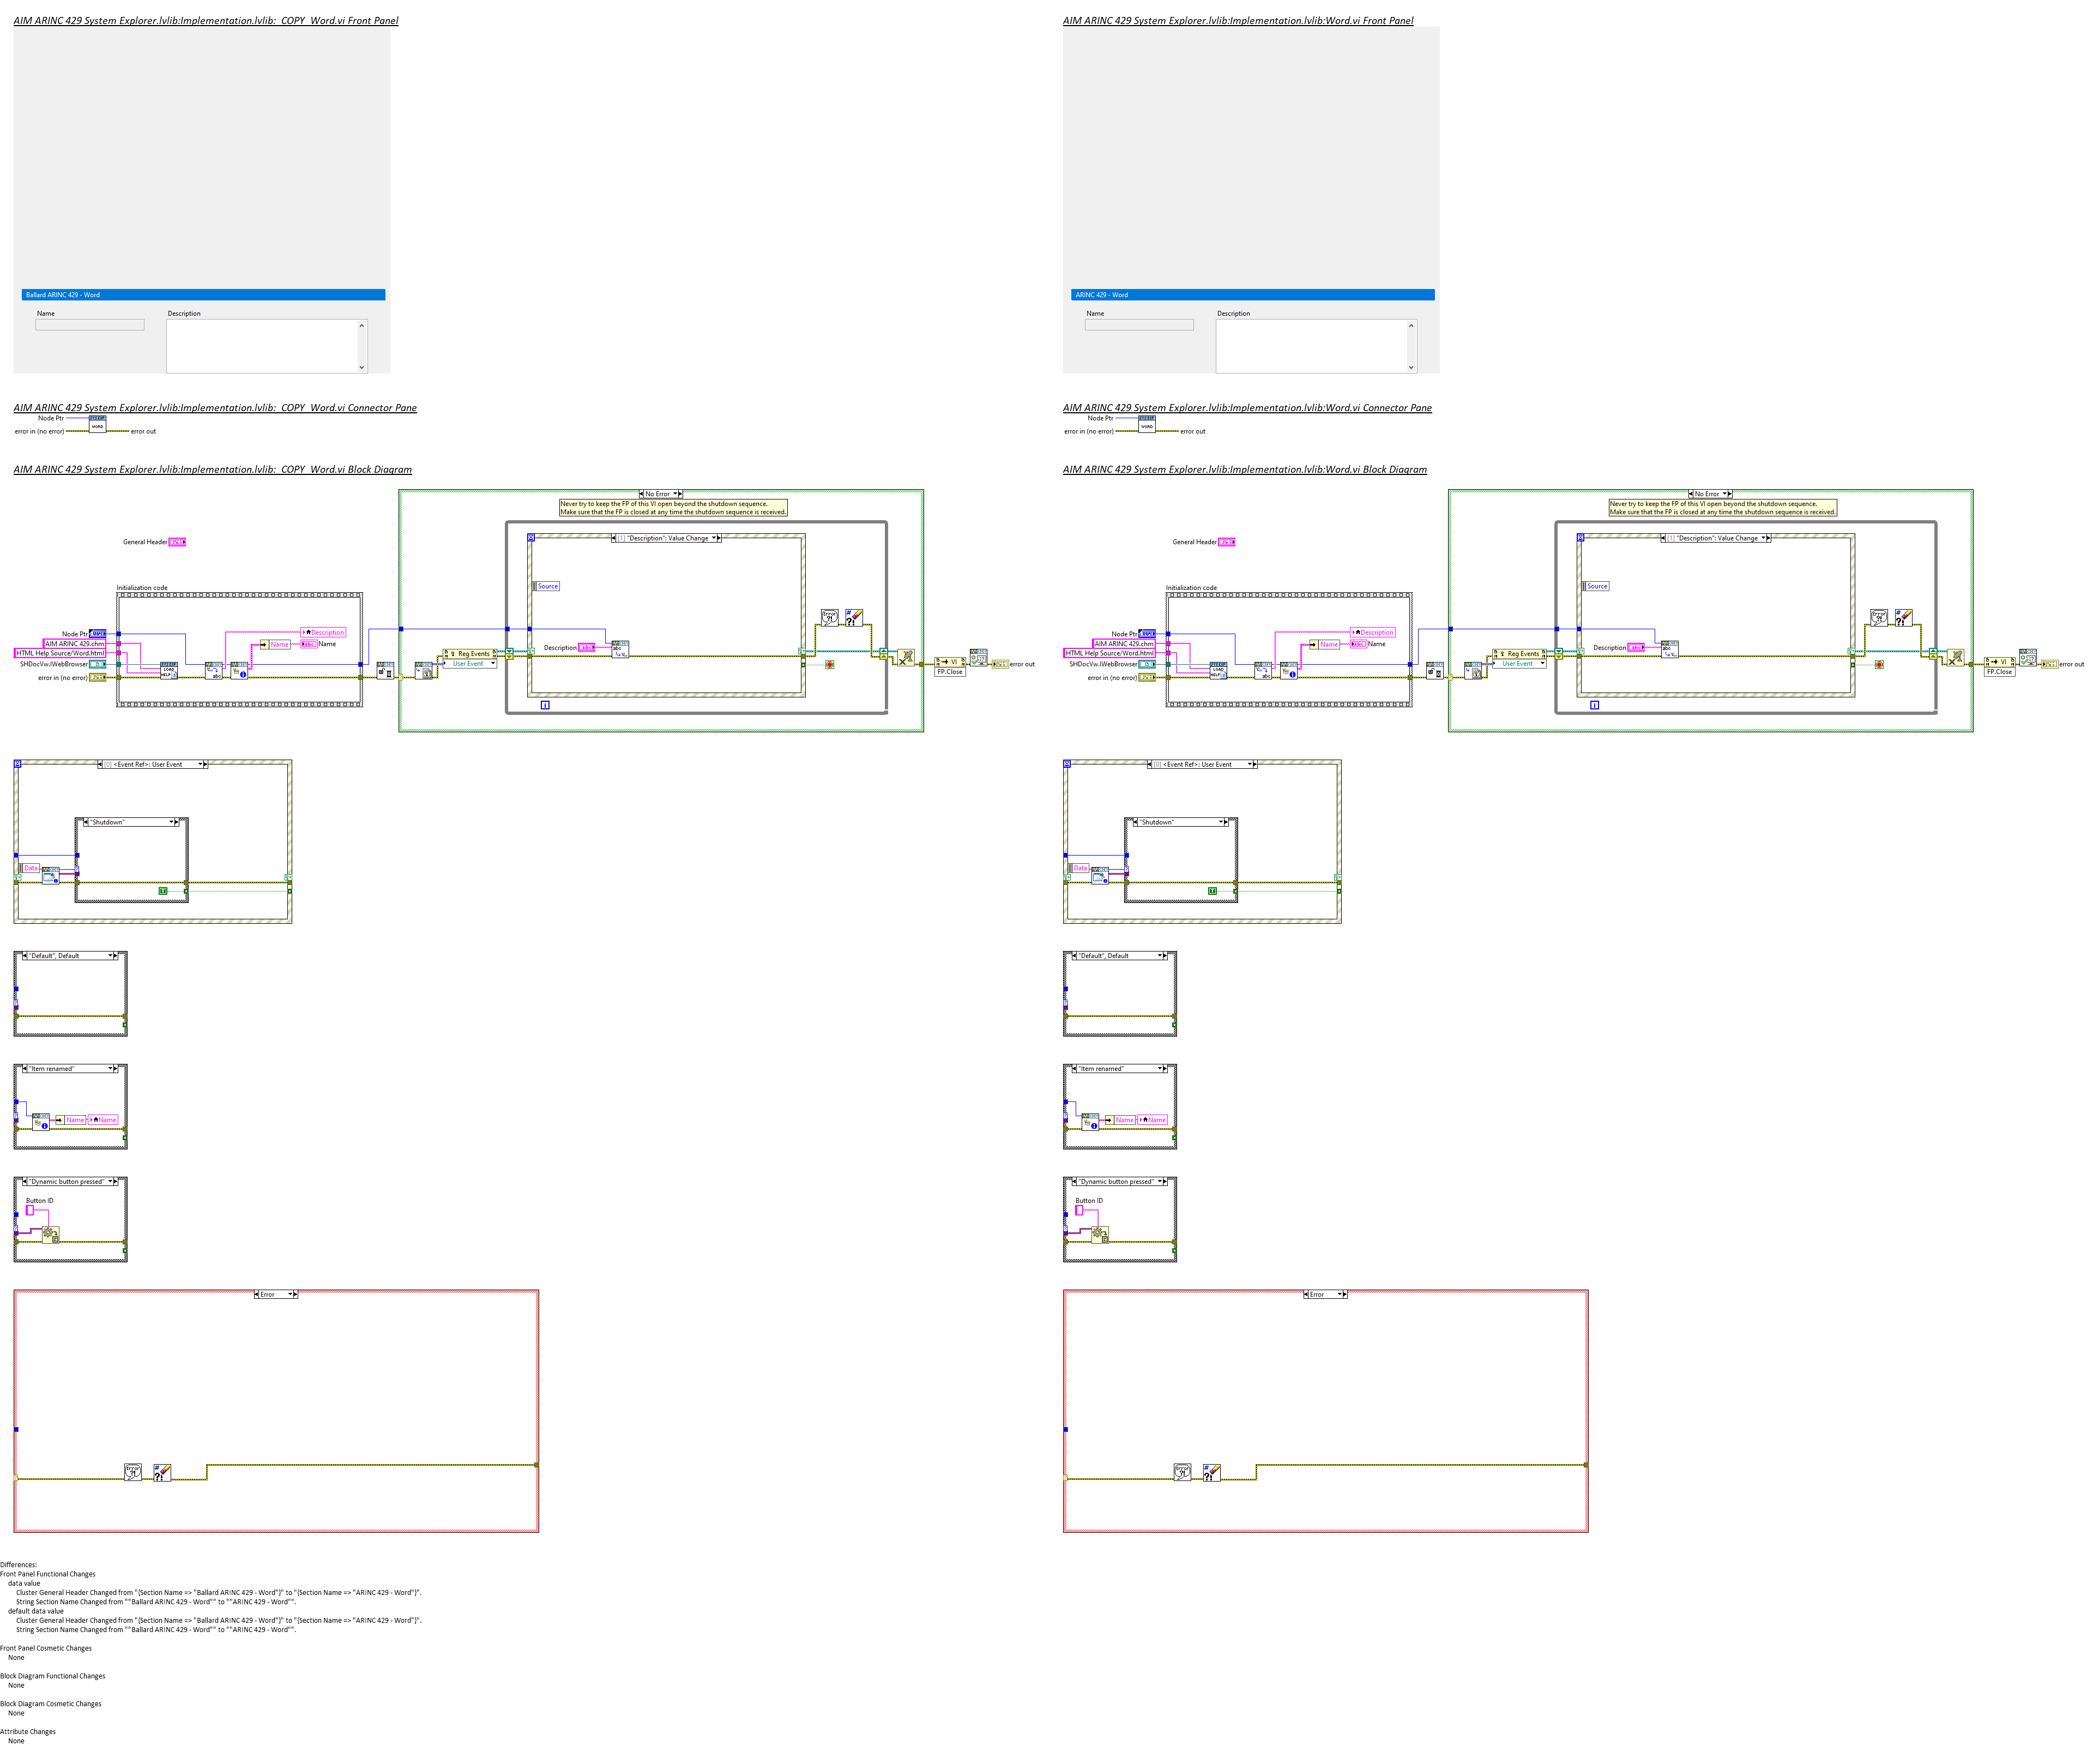 AIM ARINC 429 System Explorer.lvlib:Implementation.lvlib:_COPY_Word.vi Front Panel
Ballard ARINC 429 - Word
Name
Description
AIM ARINC 429 System Explorer.lvlib:Implementation.lvlib:_COPY_Word.vi Connector Pane
Node Ptr
WORD
error in (no error)
error out
AIM ARINC 429 System Explorer.lvlib:Implementation.lvlib:_COPY_Word.vi Block Diagram
No Error
Never try to keep the FP of this VI open beyond the shutdown sequence.
Make sure that the FP is closed at any time the shutdown sequence is received.
[1] "Description": Value Change
General Header
Source
Initialization code
Node Ptr
AIM ARINC 429.chm
HTML Help Source/Word.html
SHDocVw.IWebBrowser
error in (no error)
LOAD
HELP
abc
Description
Name
Name
Reg Events
User Event
Description
abc
Error
i
VI
FP.Close
error out
[0] <Event Ref>: User Event
"Shutdown"
Data
"Default", Default
"Item renamed"
Name
Name
"Dynamic button pressed"
Button ID
Error
Error
AIM ARINC 429 System Explorer.lvlib:Implementation.lvlib:Word.vi Front Panel
ARINC 429 - Word
Name
Description
AIM ARINC 429 System Explorer.lvlib:Implementation.lvlib:Word.vi Connector Pane
Node Ptr
WORD
error in (no error)
error out
AIM ARINC 429 System Explorer.lvlib:Implementation.lvlib:Word.vi Block Diagram
No Error
Never try to keep the FP of this VI open beyond the shutdown sequence.
Make sure that the FP is closed at any time the shutdown sequence is received.
[1] "Description": Value Change
General Header
Source
Initialization code
Node Ptr
AIM ARINC 429.chm
HTML Help Source/Word.html
SHDocVw.IWebBrowser
error in (no error)
LOAD
HELP
abc
Description
Name
Name
Reg Events
User Event
Description
abc
Error
i
VI
FP.Close
error out
[0] <Event Ref>: User Event
"Shutdown"
Data
"Default", Default
"Item renamed"
Name
Name
"Dynamic button pressed"
Button ID
Error
Error
Differences:
Front Panel Functional Changes
data value
Cluster General Header Changed from "{Section Name => "Ballard ARINC 429 - Word"}" to "{Section Name => "ARINC 429 - Word"}".
String Section Name Changed from ""Ballard ARINC 429 - Word"" to ""ARINC 429 - Word"".
default data value
Cluster General Header Changed from "{Section Name => "Ballard ARINC 429 - Word"}" to "{Section Name => "ARINC 429 - Word"}".
String Section Name Changed from ""Ballard ARINC 429 - Word"" to ""ARINC 429 - Word"".
Front Panel Cosmetic Changes
None
Block Diagram Functional Changes
None
Block Diagram Cosmetic Changes
None
Attribute Changes
None